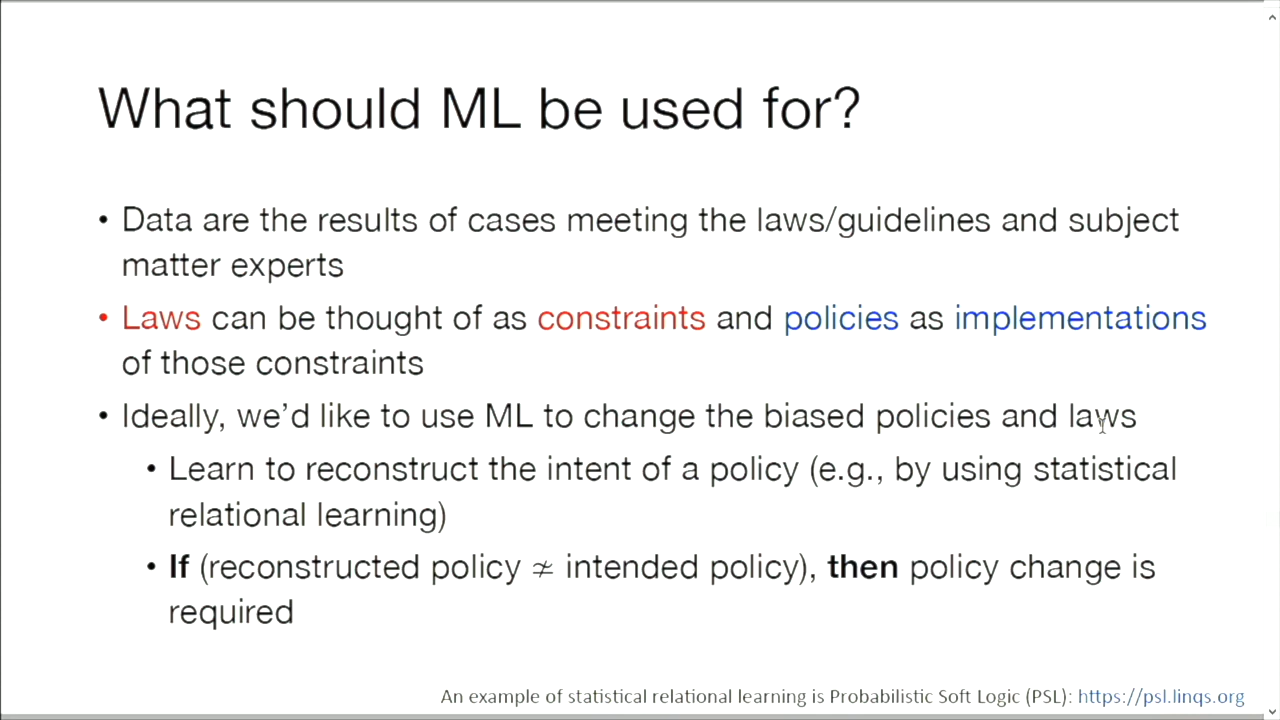 What should ML be used for?
• Data are the results of cases meeting the laws/guidelines and subject
matter experts
• Laws can be thought of as constraints and policies as implementations
of those constraints
• Ideally, we’d like to use ML to change the biased policies and laws
• Learn to reconstruct the intent of a policy (e.g., by using statistical
relational learning)
• If (reconstructed policy ≄ intended policy), then policy change is
required
An example of statistical relational learning is Probabilistic Soft Logic (PSL): https://psl.linqs.org